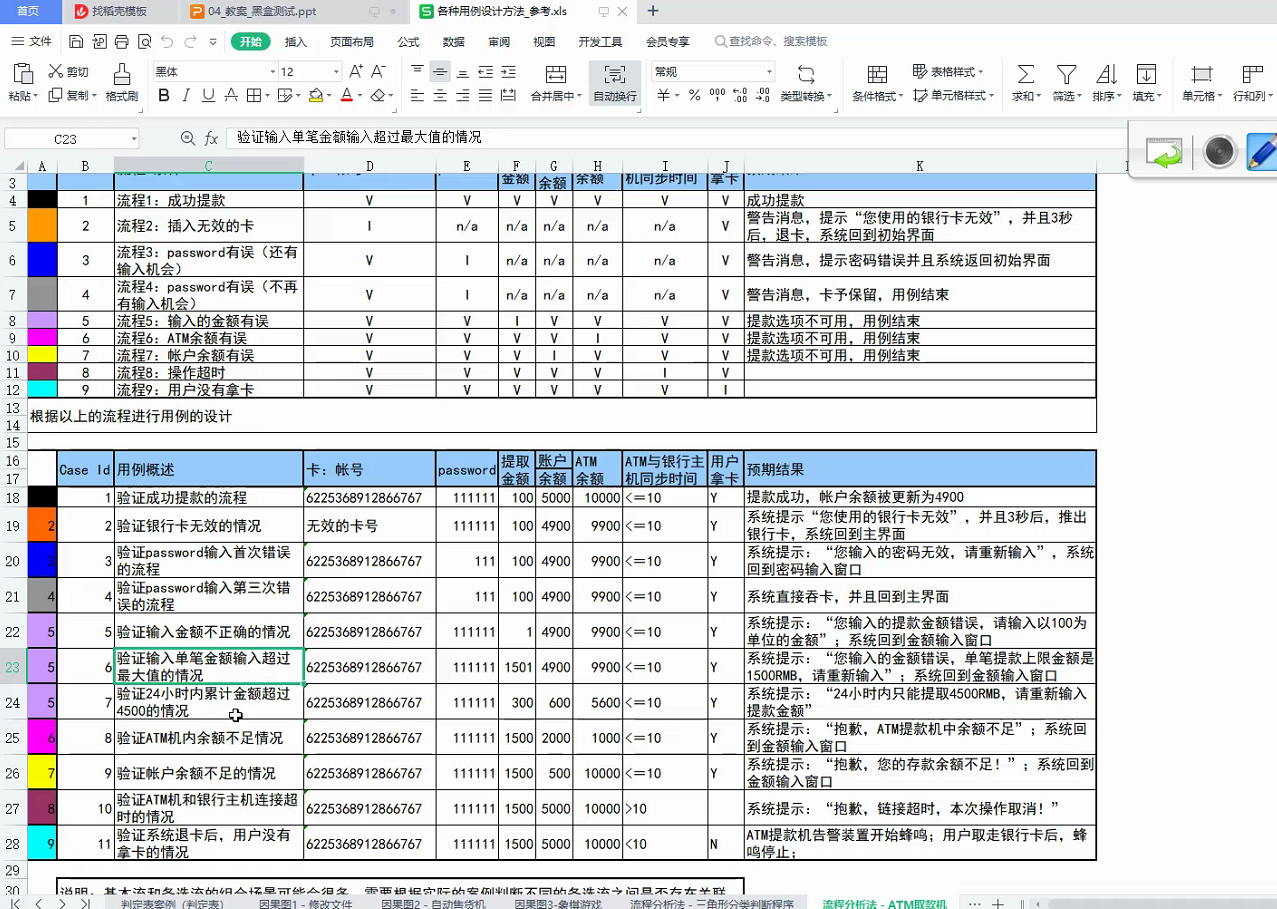 首页 找稻壳模板 04_教案_黑盒测试.ppt 各种用例设计方法_参考.xls
文件 开始 插入 页面布局 公式 数据 审阅 视图 开发工具 会员专享 查找命令、搜索模板
粘贴 剪切 复制 格式刷 黑体 12 合并居中 自动换行 常规 类型转换 条件格式 表格样式 单元格样式 求和 筛选 排序 填充 单元格 行和列
C23 fx 验证输入单笔金额输入超过最大值的情况
A B C D E F G H I J K
3 金额 余额 余额 机同步时间 拿卡
4 1 流程1：成功提款 V V V V V V V 成功提款
5 2 流程2：插入无效的卡 I n/a n/a n/a n/a n/a V 警告消息，提示“您使用的银行卡无效”，并且3秒
后，退卡，系统回到初始界面
6 3 流程3：password有误（还有
输入机会） V I n/a n/a n/a n/a V 警告消息，提示密码错误并且系统返回初始界面
7 4 流程4：password有误（不再
有输入机会） V I n/a n/a n/a n/a V 警告消息，卡予保留，用例结束
8 5 流程5：输入的金额有误 V V I V V V V 提款选项不可用，用例结束
9 6 流程6：ATM余额有误 V V V V I V V 提款选项不可用，用例结束
10 7 流程7：帐户余额有误 V V V I V V V 提款选项不可用，用例结束
11 8 流程8：操作超时 V V V V V I V
12 9 流程9：用户没有拿卡 V V V V V V I
13
14 根据以上的流程进行用例的设计
15
16 Case Id 用例概述 卡：帐号 password 提取 账户 ATM ATM与银行主 用户 预期结果
17 金额 余额 余额 机同步时间 拿卡
18 1 验证成功提款的流程 6225368912866767 111111 100 5000 10000 <=10 Y 提款成功，帐户余额被更新为4900
19 2 2 验证银行卡无效的情况 无效的卡号 111111 100 4900 9900 <=10 Y 系统提示“您使用的银行卡无效”，并且3秒后，推出
银行卡，系统回到主界面
20 3 3 验证password输入首次错误
的流程 6225368912866767 111 100 4900 9900 <=10 Y 系统提示：“您输入的密码无效，请重新输入”，系统
回到密码输入窗口
21 4 4 验证password输入第三次错
误的流程 6225368912866767 111 100 4900 9900 <=10 Y 系统直接吞卡，并且回到主界面
22 5 5 验证输入金额不正确的情况 6225368912866767 111111 1 4900 9900 <=10 Y 系统提示：“您输入的提款金额错误，请输入以100为
单位的金额”；系统回到金额输入窗口
23 5 6 验证输入单笔金额输入超过
最大值的情况 6225368912866767 111111 1501 4900 9900 <=10 Y 系统提示：“您输入的金额错误，单笔提款上限金额是
1500RMB，请重新输入”；系统回到金额输入窗口
24 5 7 验证24小时内累计金额超过
4500的情况 6225368912866767 111111 300 600 5600 <=10 Y 系统提示：“24小时内只能提取4500RMB，请重新输入
提款金额”
25 6 8 验证ATM机内余额不足情况 6225368912866767 111111 1500 2000 1000 <=10 Y 系统提示：“抱歉，ATM提款机中余额不足”；系统回
到金额输入窗口
26 7 9 验证帐户余额不足的情况 6225368912866767 111111 1500 500 10000 <=10 Y 系统提示：“抱歉，您的存款余额不足！”；系统回到
金额输入窗口
27 8 10 验证ATM机和银行主机连接超
时的情况 6225368912866767 111111 1500 5000 10000 >10 系统提示：“抱歉，链接超时，本次操作取消！”
28 9 11 验证系统退卡后，用户没有
拿卡的情况 6225368912866767 111111 1500 5000 10000 <10 N ATM提款机告警装置开始蜂鸣；用户取走银行卡后，蜂
鸣停止；
29
30 说明：基本流和备选流的组合场景可能会很多，需要根据实际的案例判断不同的备选流之间是否存在关联
判定表案例（判定表） 因果图1 - 修改文件 因果图2 - 自动售货机 因果图3-象棋游戏 流程分析法 - 三角形分类判断程序 流程分析法 - ATM取款机